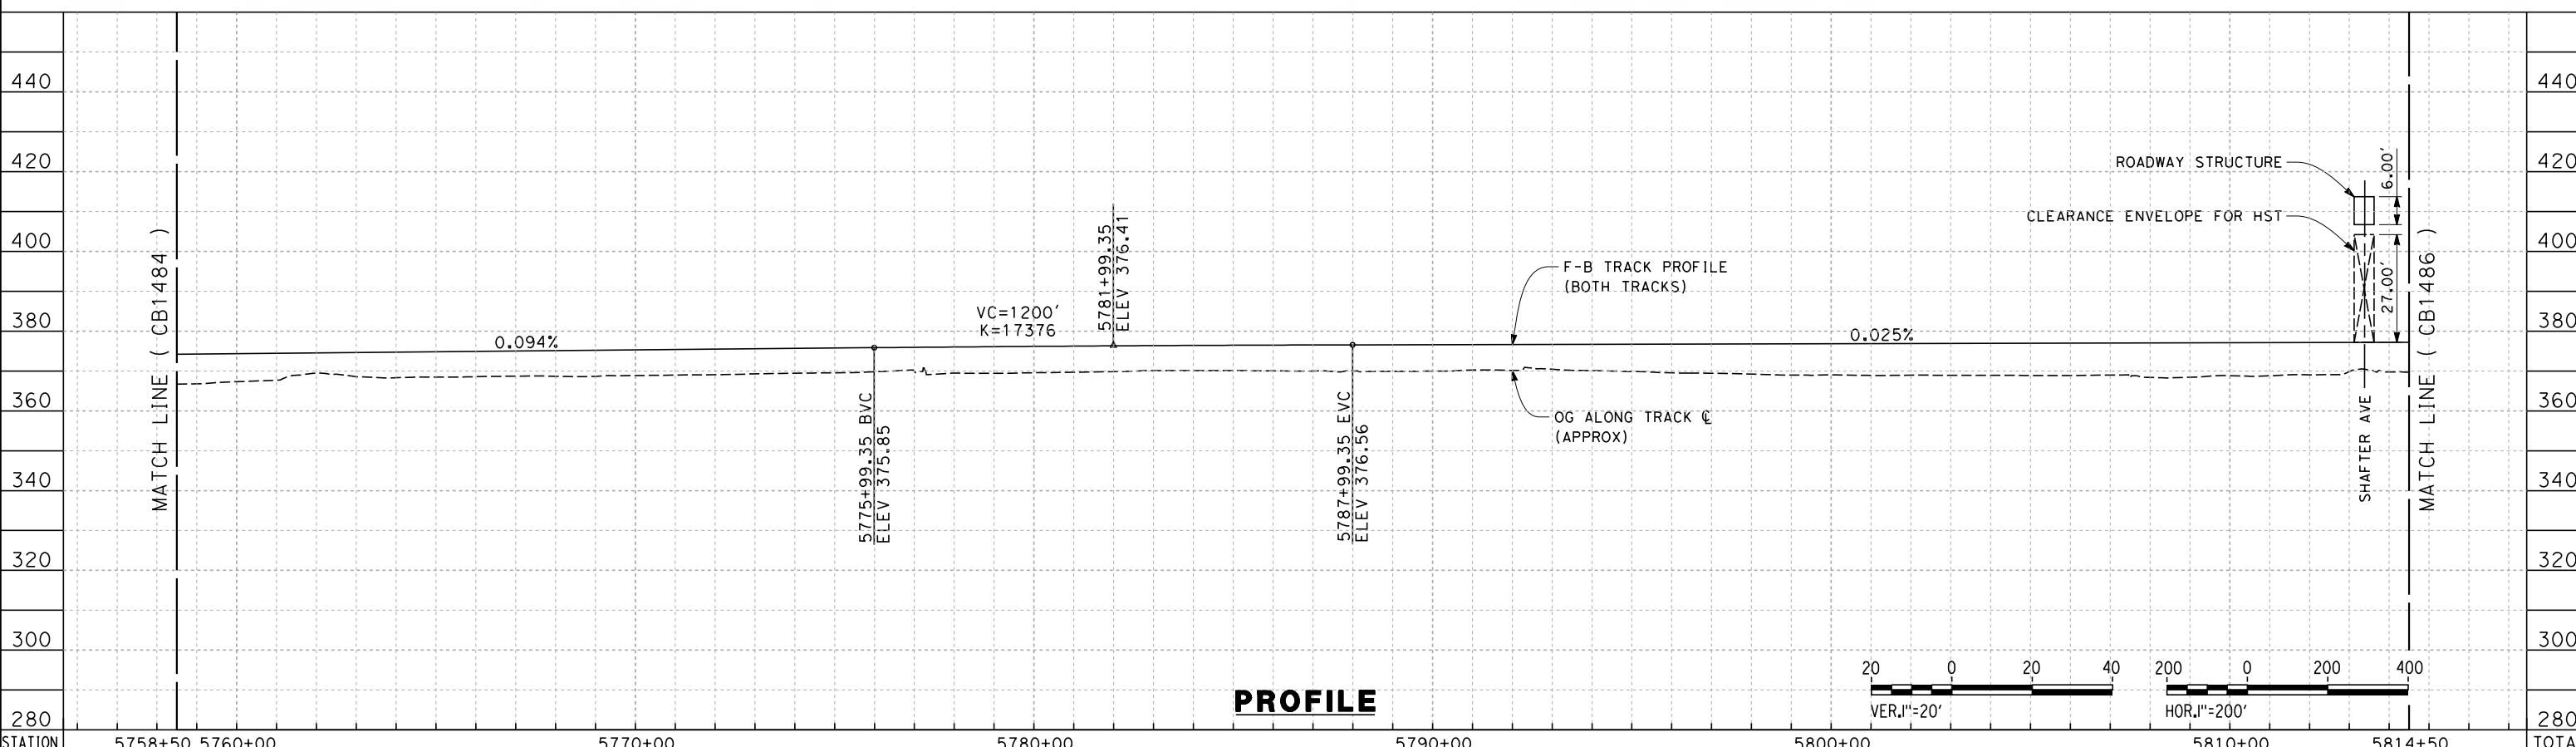 440
420
400
380
360
340
320
300
280
STATION
MATCH LINE ( CB1484 )
0.094%
5775+99.35 BVC
ELEV 375.85
VC=1200'
K=17376
5781+99.35
ELEV 376.41
5787+99.35 EVC
ELEV 376.56
F-B TRACK PROFILE
(BOTH TRACKS)
OG ALONG TRACK ℄
(APPROX)
0.025%
ROADWAY STRUCTURE
CLEARANCE ENVELOPE FOR HST
6.00'
27.00'
SHAFTER AVE
MATCH LINE ( CB1486 )
440
420
400
380
360
340
320
300
280
PROFILE
20 0 20 40
VER.1"=20'
200 0 200 400
HOR.1"=200'
5758+50 5760+00 5770+00 5780+00 5790+00 5800+00 5810+00 5814+50
TOTA